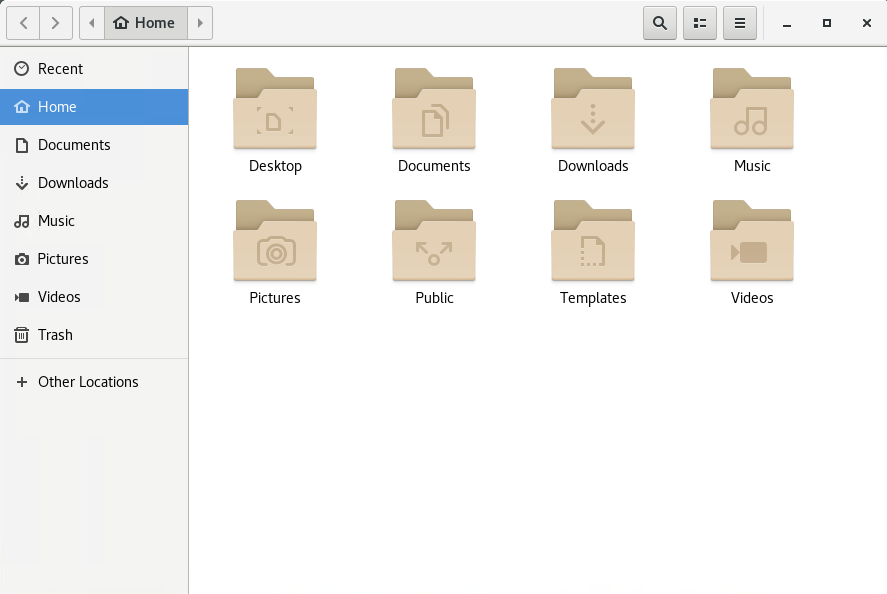 Home
Recent
Home
Documents
Downloads
Music
Pictures
Videos
Trash
Other Locations
Desktop
Documents
Downloads
Music
Pictures
Public
Templates
Videos